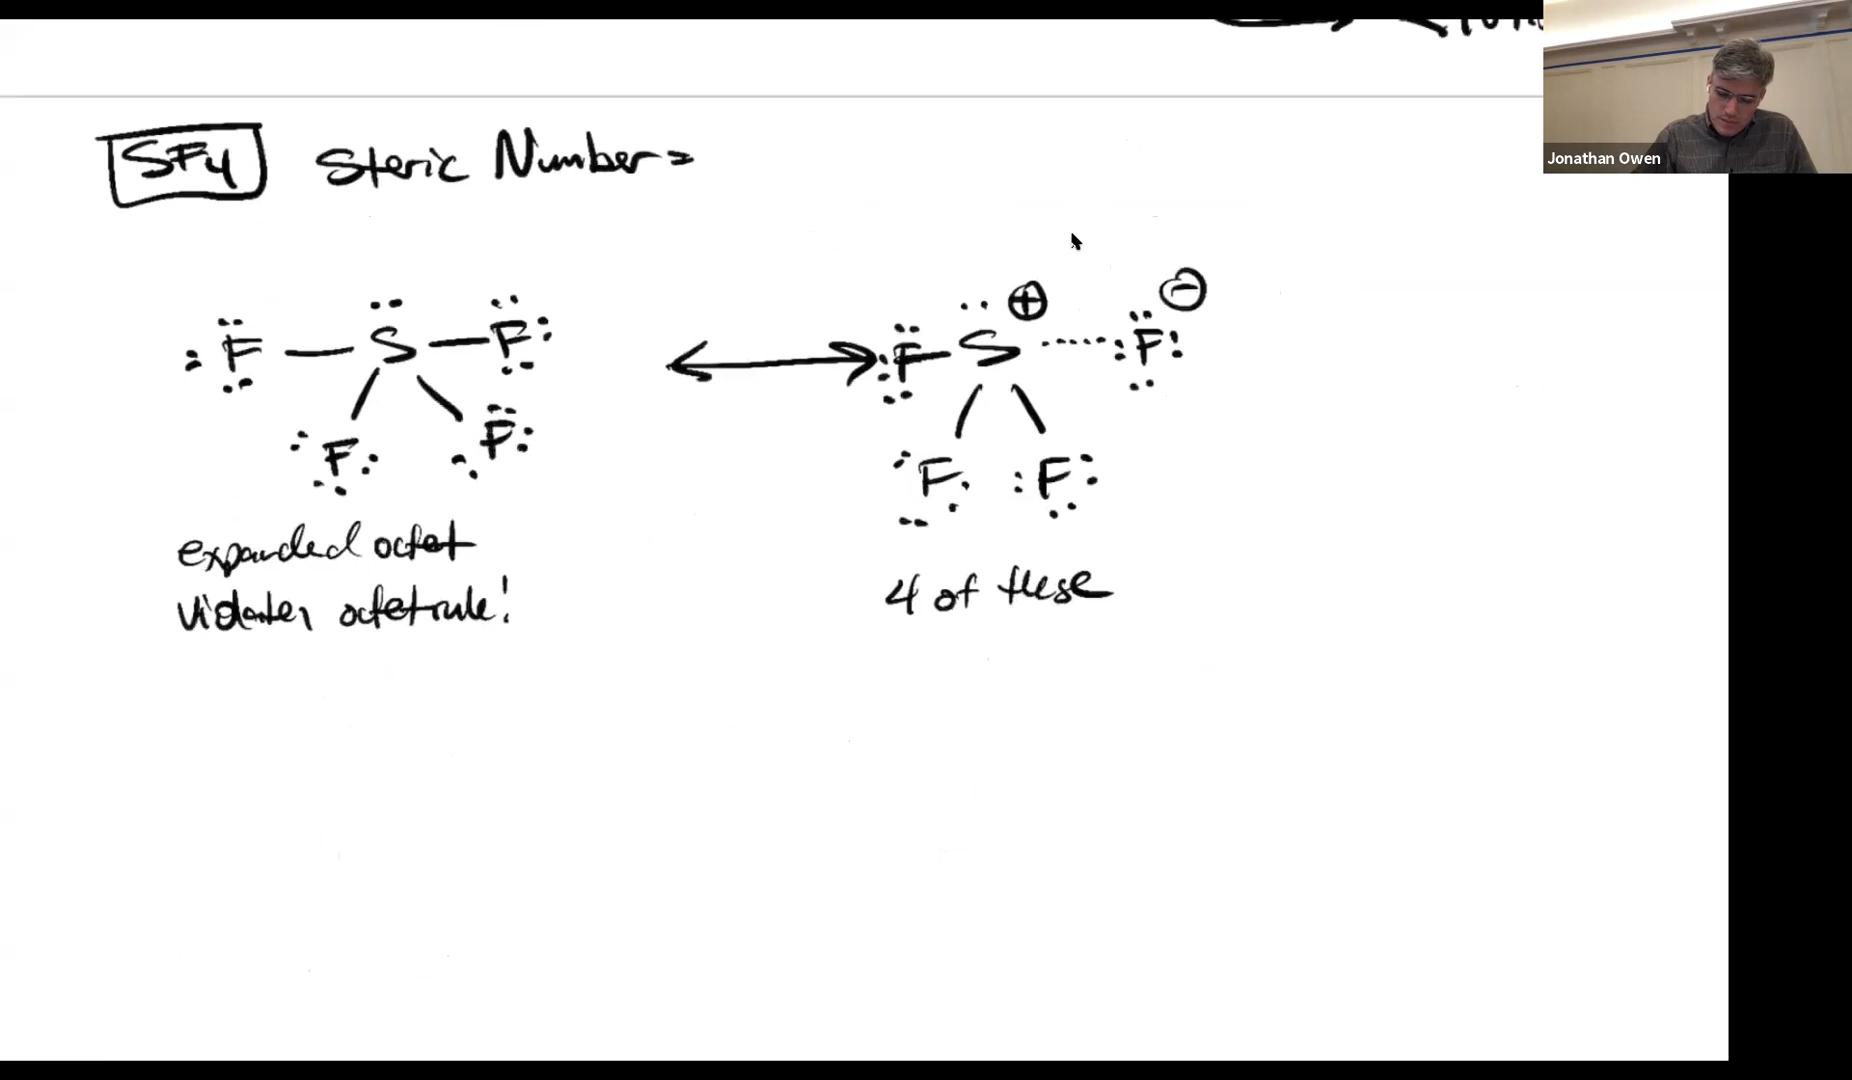 SF4 Steric Number =
Jonathan Owen
F — S — F
F F
F — S ⊕ ..... F ⊖
F F
expanded octet
violates octet rule!
4 of these